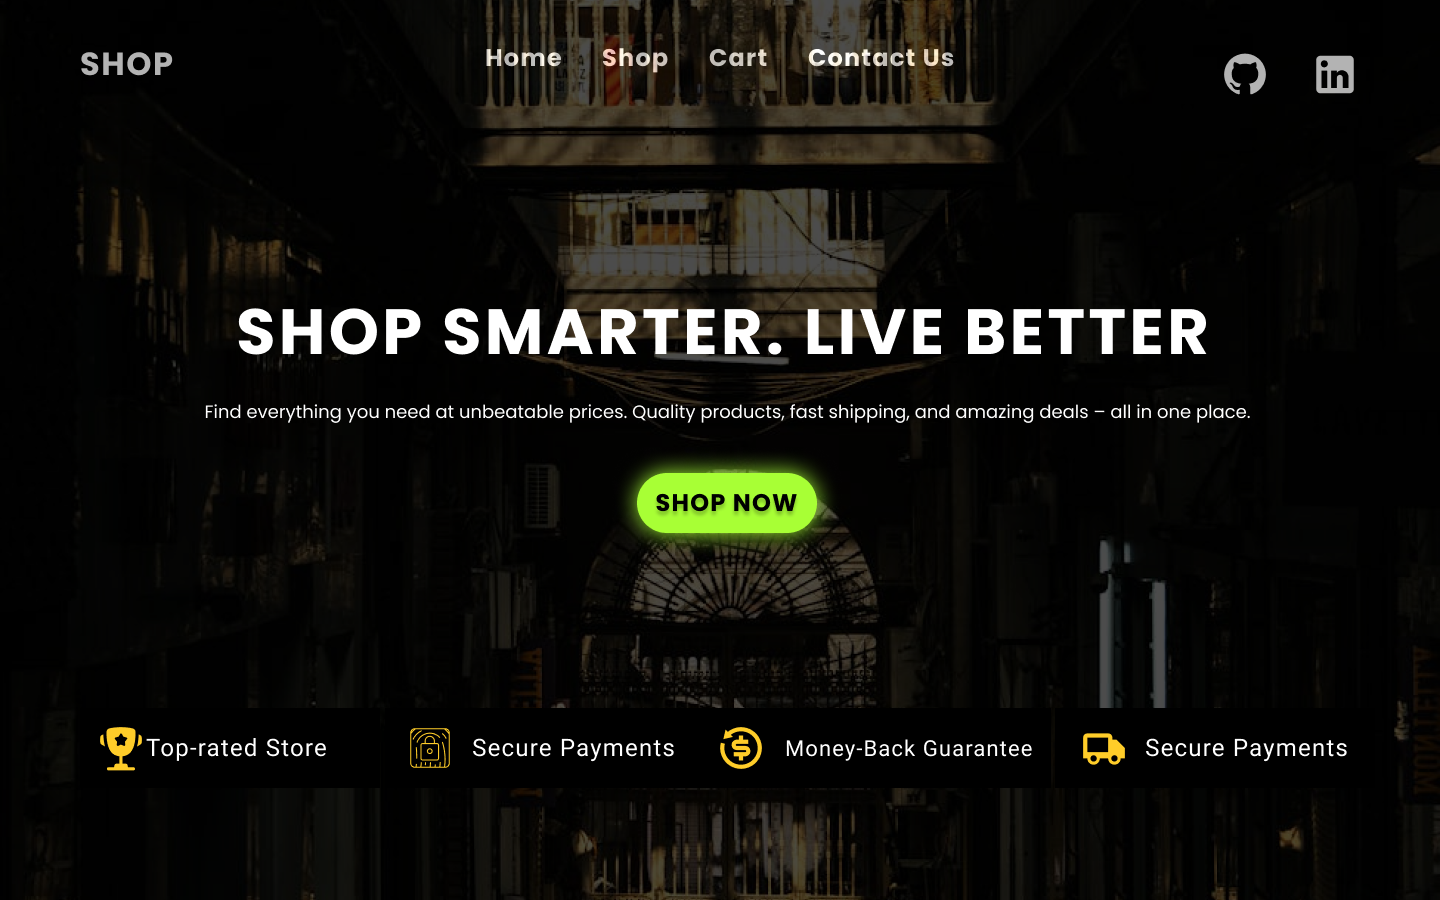 SHOP
Home Shop Cart Contact Us
SHOP SMARTER. LIVE BETTER
Find everything you need at unbeatable prices. Quality products, fast shipping, and amazing deals – all in one place.
SHOP NOW
Top-rated Store
Secure Payments
Money-Back Guarantee
Secure Payments